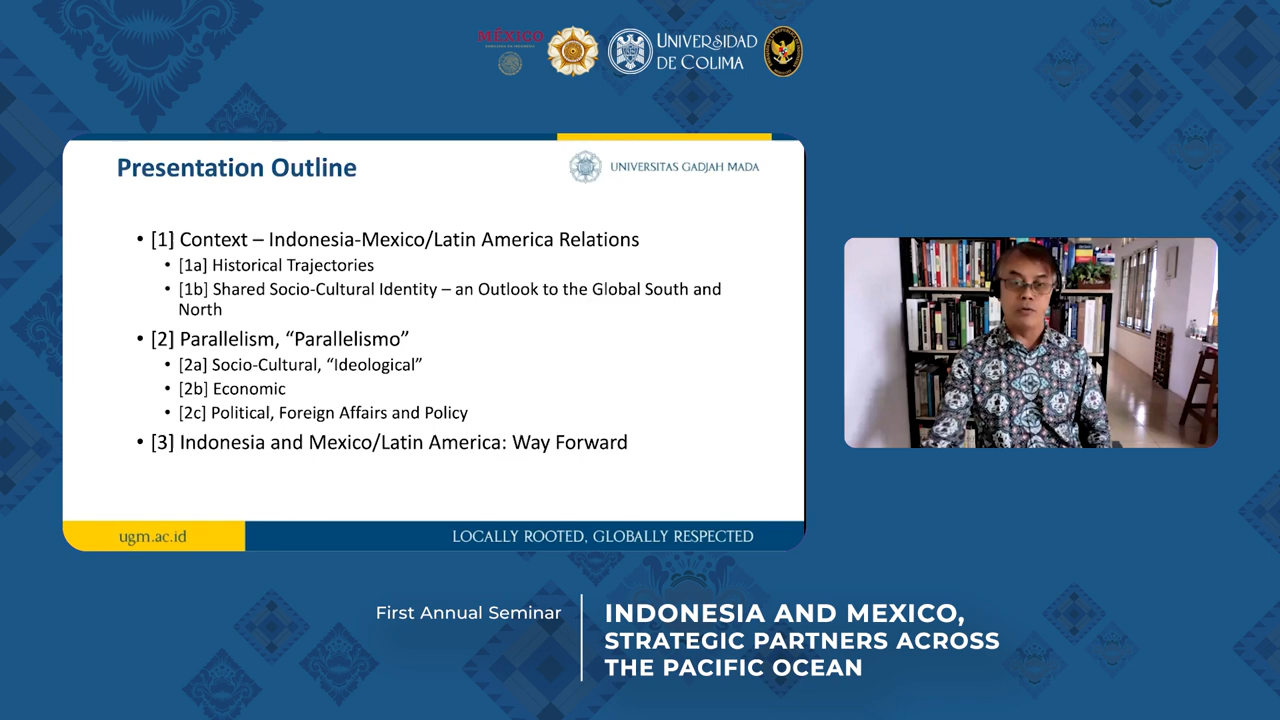 MÉXICO
UNIVERSIDAD
DE COLIMA
Presentation Outline
UNIVERSITAS GADJAH MADA
• [1] Context – Indonesia-Mexico/Latin America Relations
• [1a] Historical Trajectories
• [1b] Shared Socio-Cultural Identity – an Outlook to the Global South and
North
• [2] Parallelism, “Parallelismo”
• [2a] Socio-Cultural, “Ideological”
• [2b] Economic
• [2c] Political, Foreign Affairs and Policy
• [3] Indonesia and Mexico/Latin America: Way Forward
ugm.ac.id
LOCALLY ROOTED, GLOBALLY RESPECTED
First Annual Seminar
INDONESIA AND MEXICO,
STRATEGIC PARTNERS ACROSS
THE PACIFIC OCEAN